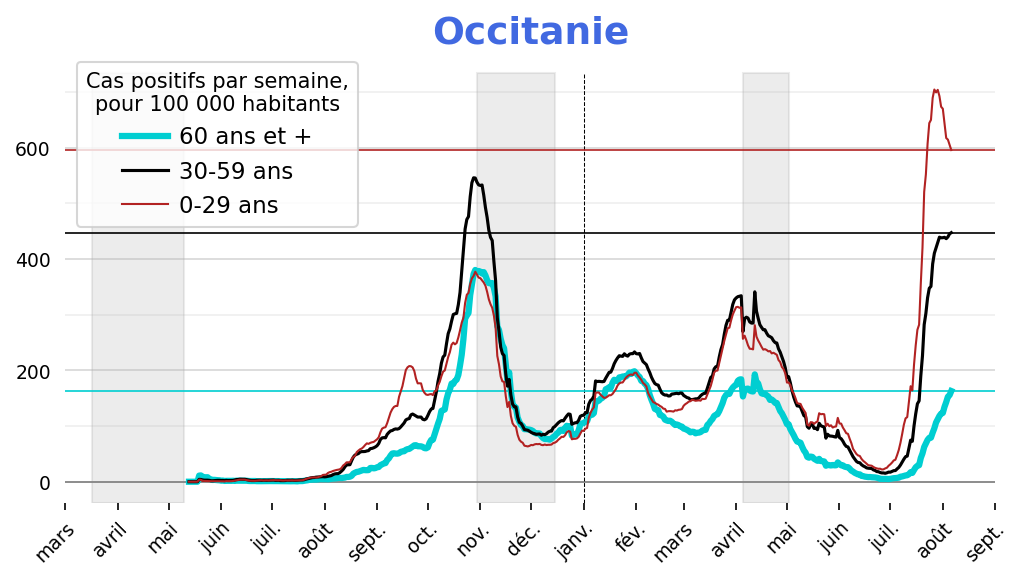 Occitanie
Cas positifs par semaine,
pour 100 000 habitants
60 ans et +
30-59 ans
0-29 ans
600
400
200
0
mars avril mai juin juil. août sept. oct. nov. déc. janv. fév. mars avril mai juin juil. août sept.